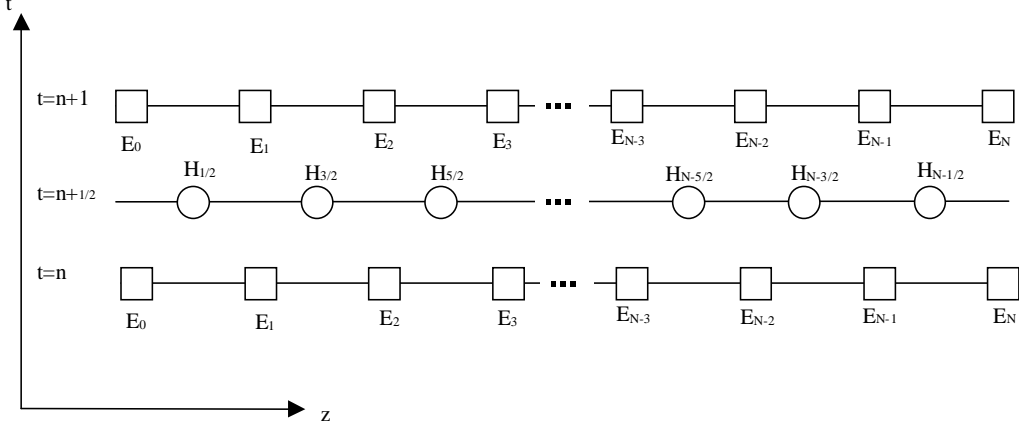 t
t=n+1
E0 E1 E2 E3 EN-3 EN-2 EN-1 EN
H1/2 H3/2 H5/2 HN-5/2 HN-3/2 HN-1/2
t=n+1/2
t=n
E0 E1 E2 E3 EN-3 EN-2 EN-1 EN
z